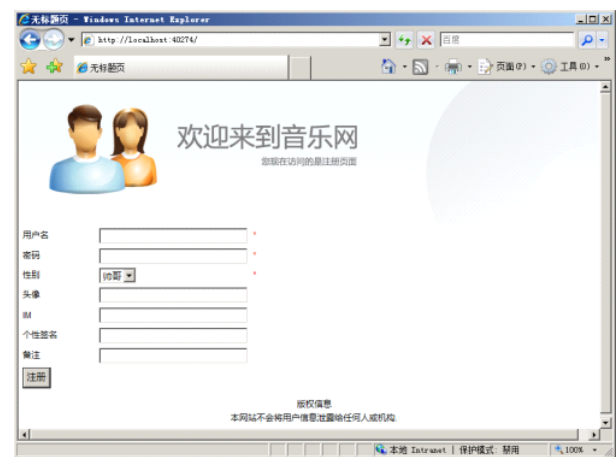 无标题页 - Windows Internet Explorer
http://localhost:40274/
百度
无标题页
页面(P)
工具(O)
欢迎来到音乐网
您现在访问的是注册页面
用户名 *
密码 *
性别 帅哥 *
头像
IM
个性签名
备注
注册
版权信息
本网站不会将用户信息泄露给任何人或机构.
本地 Intranet | 保护模式: 禁用
100%